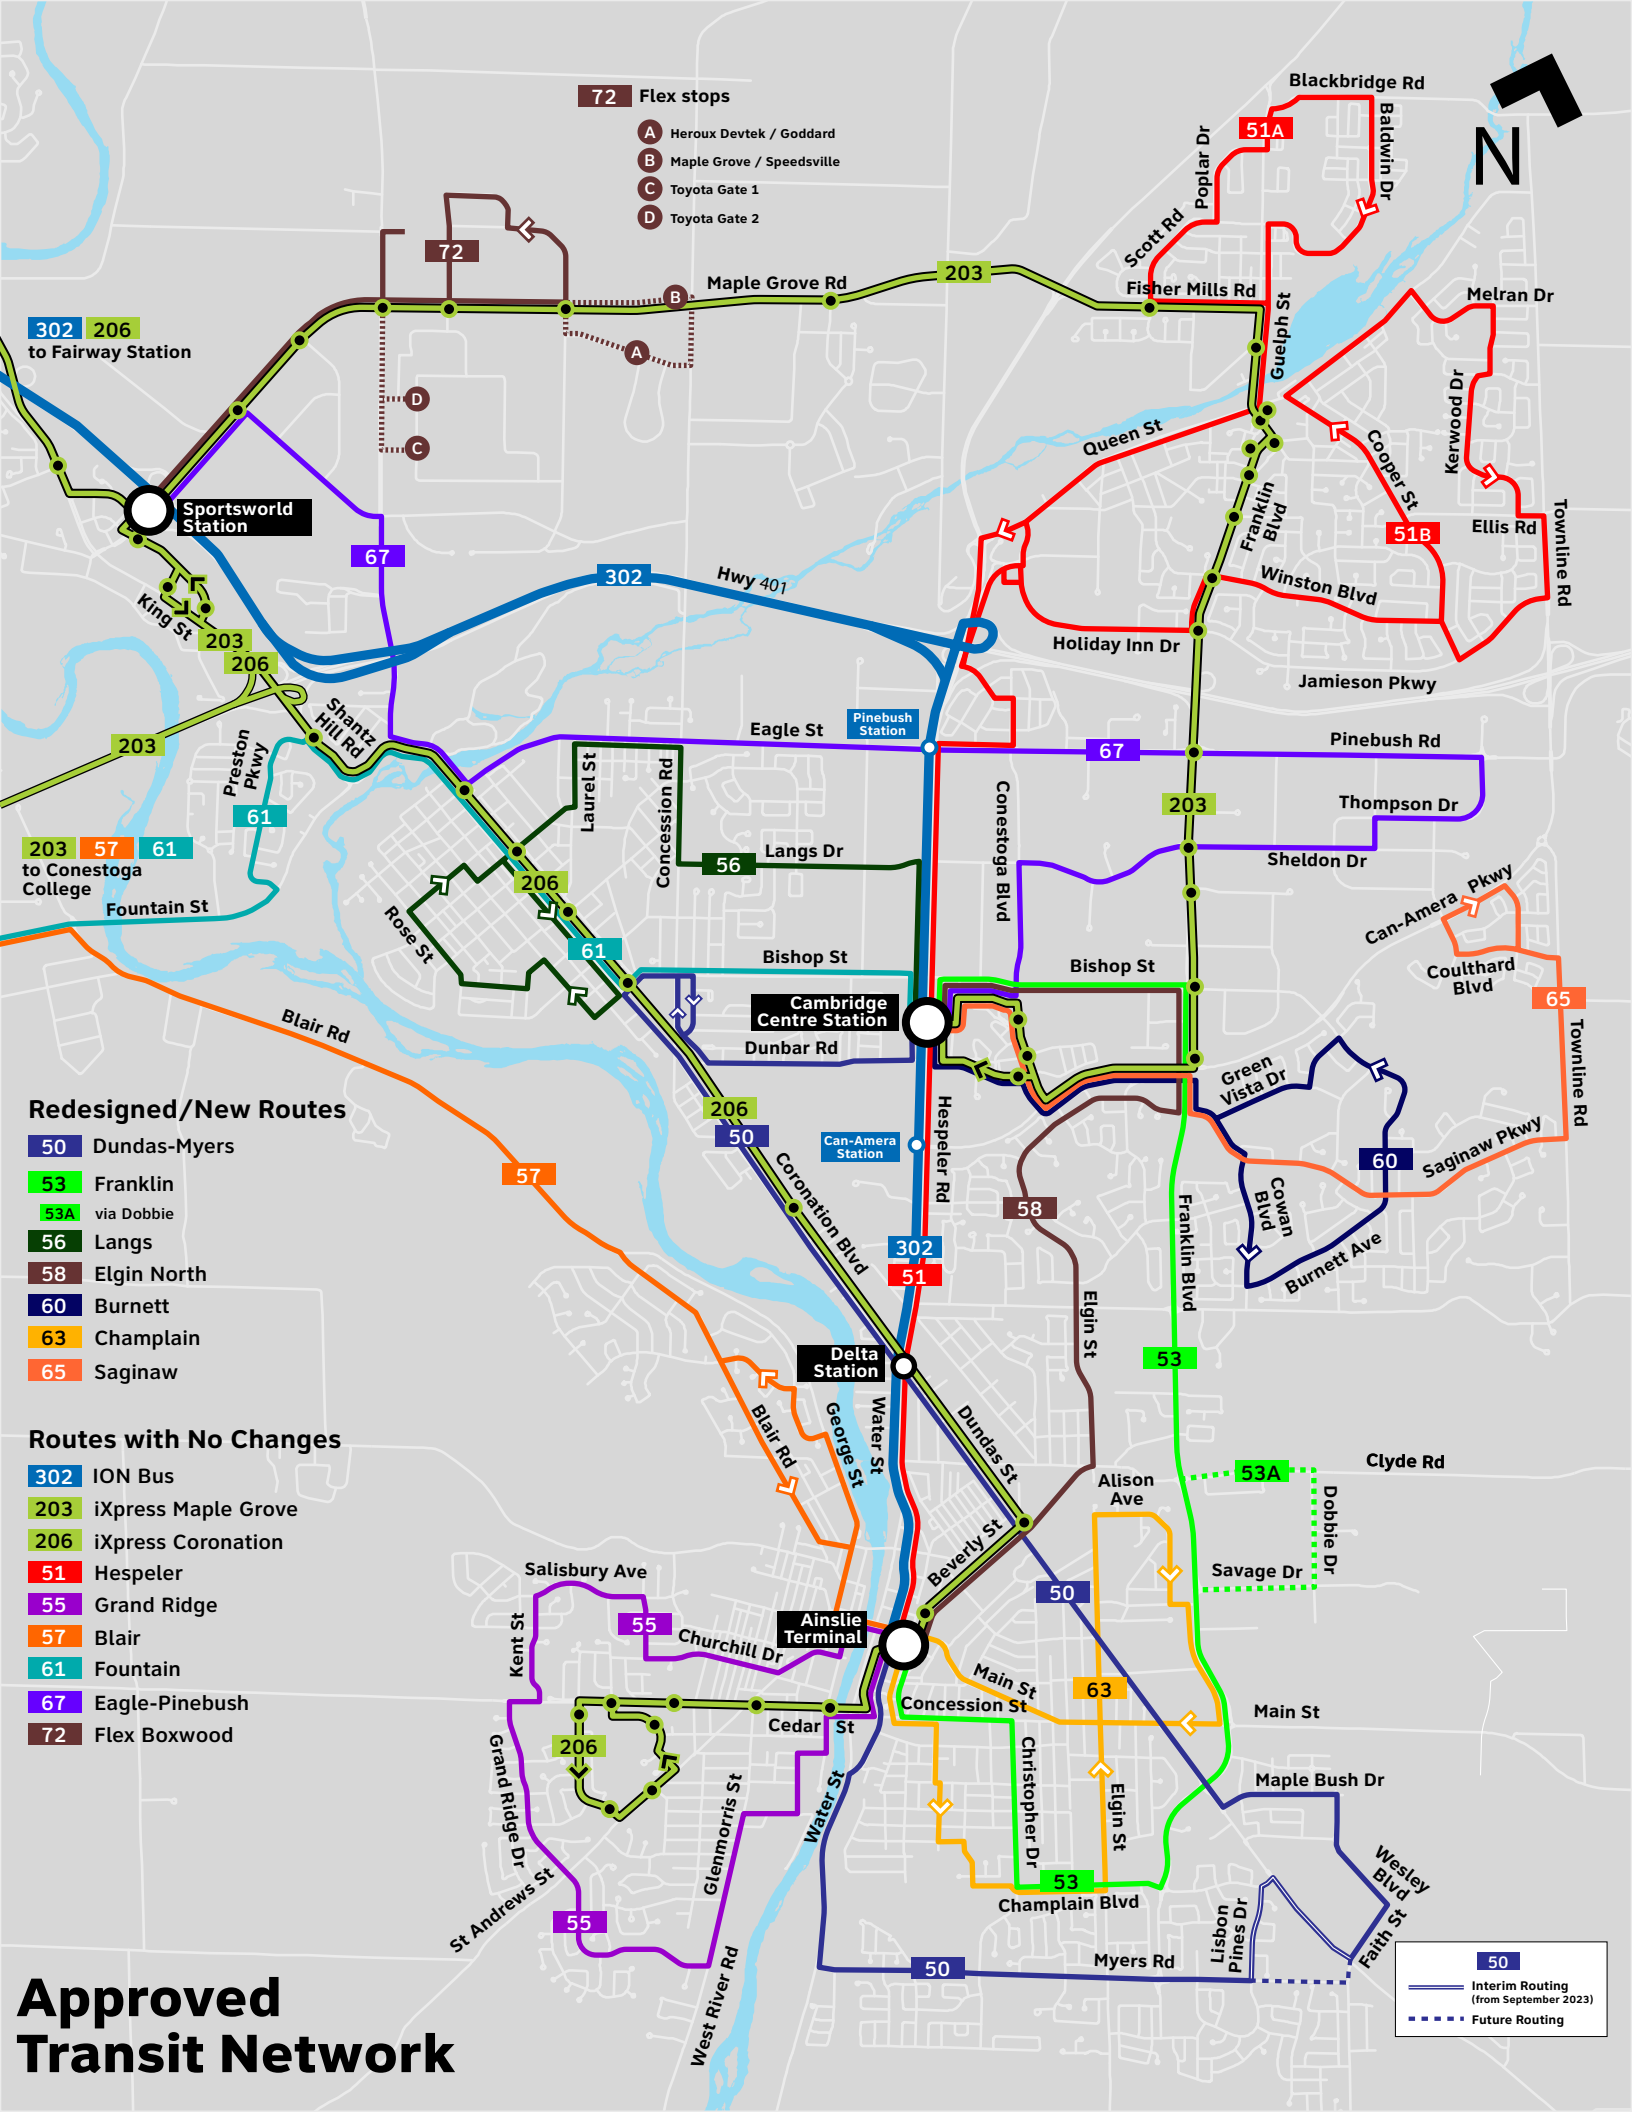 72 Flex stops
A Heroux Devtek / Goddard
B Maple Grove / Speedsville
C Toyota Gate 1
D Toyota Gate 2
Blackbridge Rd
51A
Baldwin Dr
Poplar Dr
Scott Rd
N
72
203
Maple Grove Rd
B
Fisher Mills Rd
Melran Dr
302 206
to Fairway Station
A
Guelph St
D
C
Kerwood Dr
Queen St
Cooper St
Sportsworld
Station
Franklin
Blvd
51B
Ellis Rd
Townline Rd
67
302
Hwy 401
Winston Blvd
King St
203
206
Holiday Inn Dr
Jamieson Pkwy
Shantz
Hill Rd
Pinebush
Station
Eagle St
67
Pinebush Rd
203
Preston
Pkwy
Laurel St
Concession Rd
Conestoga Blvd
203
Thompson Dr
61
203 57 61
to Conestoga
College
Langs Dr
56
Sheldon Dr
206
Can-Amera Pkwy
Fountain St
Rose St
61
Bishop St
Bishop St
Coulthard
Blvd
65
Cambridge
Centre Station
Blair Rd
Dunbar Rd
Townline Rd
Green
Vista Dr
Redesigned/New Routes
50 Dundas-Myers
53 Franklin
53A via Dobbie
56 Langs
58 Elgin North
60 Burnett
63 Champlain
65 Saginaw
206
50
Can-Amera
Station
Hespeler Rd
Saginaw Pkwy
60
57
Coronation Blvd
58
Cowan
Blvd
Franklin Blvd
302
51
Burnett Ave
Elgin St
Delta
Station
53
Routes with No Changes
302 ION Bus
203 iXpress Maple Grove
206 iXpress Coronation
51 Hespeler
55 Grand Ridge
57 Blair
61 Fountain
67 Eagle-Pinebush
72 Flex Boxwood
Blair Rd
George St
Water St
Dundas St
Clyde Rd
53A
Alison
Ave
Dobbie Dr
Salisbury Ave
Beverly St
Savage Dr
50
Kent St
55
Ainslie
Terminal
Churchill Dr
Main St
63
Concession St
Main St
Cedar St
206
Grand Ridge Dr
Christopher Dr
Elgin St
Maple Bush Dr
Water St
Glenmorris St
53
Champlain Blvd
Wesley
Blvd
St Andrews St
55
Lisbon
Pines Dr
Faith St
Myers Rd
50
West River Rd
50
Interim Routing
(from September 2023)
Future Routing
Approved
Transit Network